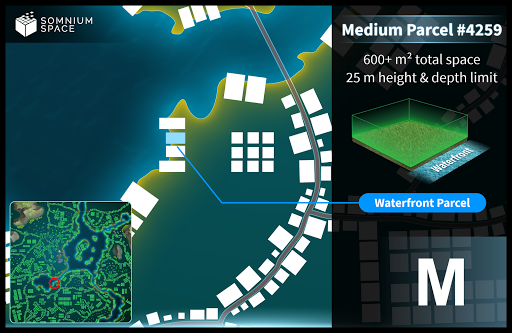 SOMNIUM
SPACE
Medium Parcel #4259
600+ m² total space
25 m height & depth limit
Waterfront
Waterfront Parcel
M